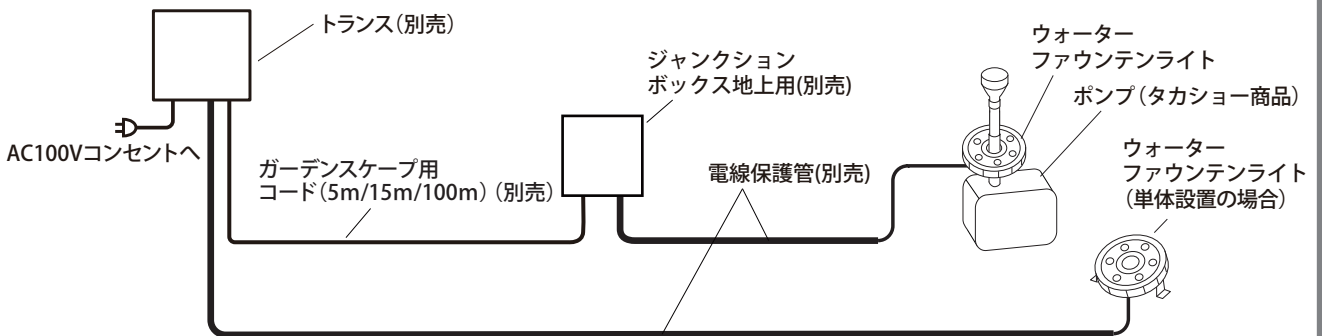 トランス(別売)
AC100Vコンセントへ
ガーデンスケープ用
コード(5m/15m/100m) (別売)
ジャンクション
ボックス地上用(別売)
電線保護管(別売)
ウォーター
ファウンテンライト
ポンプ(タカショー商品)
ウォーター
ファウンテンライト
(単体設置の場合)